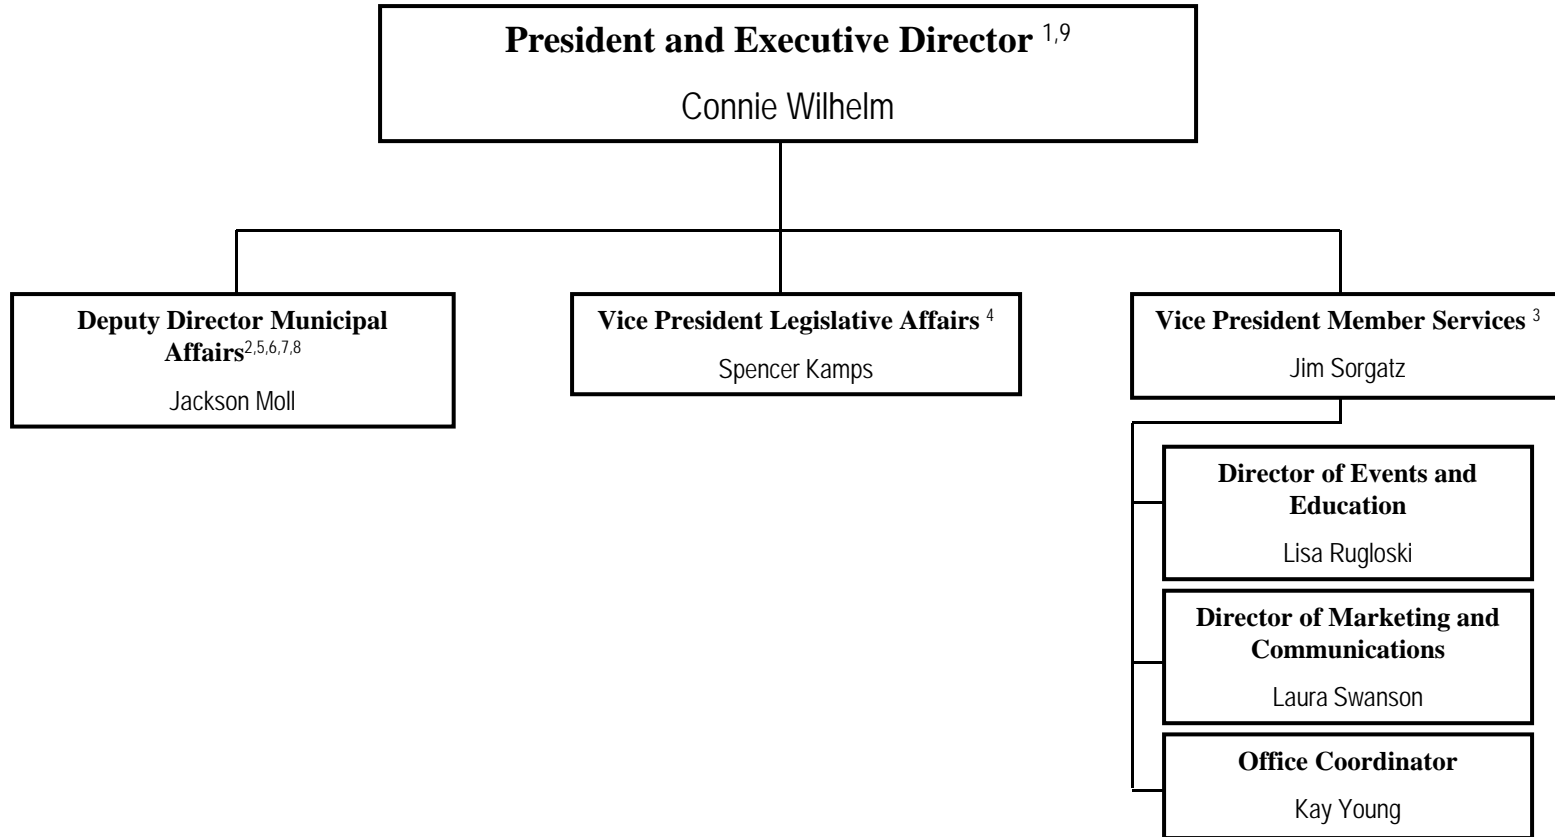 President and Executive Director 1,9
Connie Wilhelm
Deputy Director Municipal
Affairs2,5,6,7,8
Jackson Moll
Vice President Legislative Affairs 4
Spencer Kamps
Vice President Member Services 3
Jim Sorgatz
Director of Events and
Education
Lisa Rugloski
Director of Marketing and
Communications
Laura Swanson
Office Coordinator
Kay Young